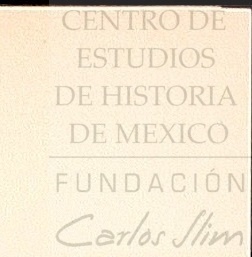 CENTRO DE
ESTUDIOS
DE HISTORIA
DE MEXICO
FUNDACIÓN
Carlos Slim